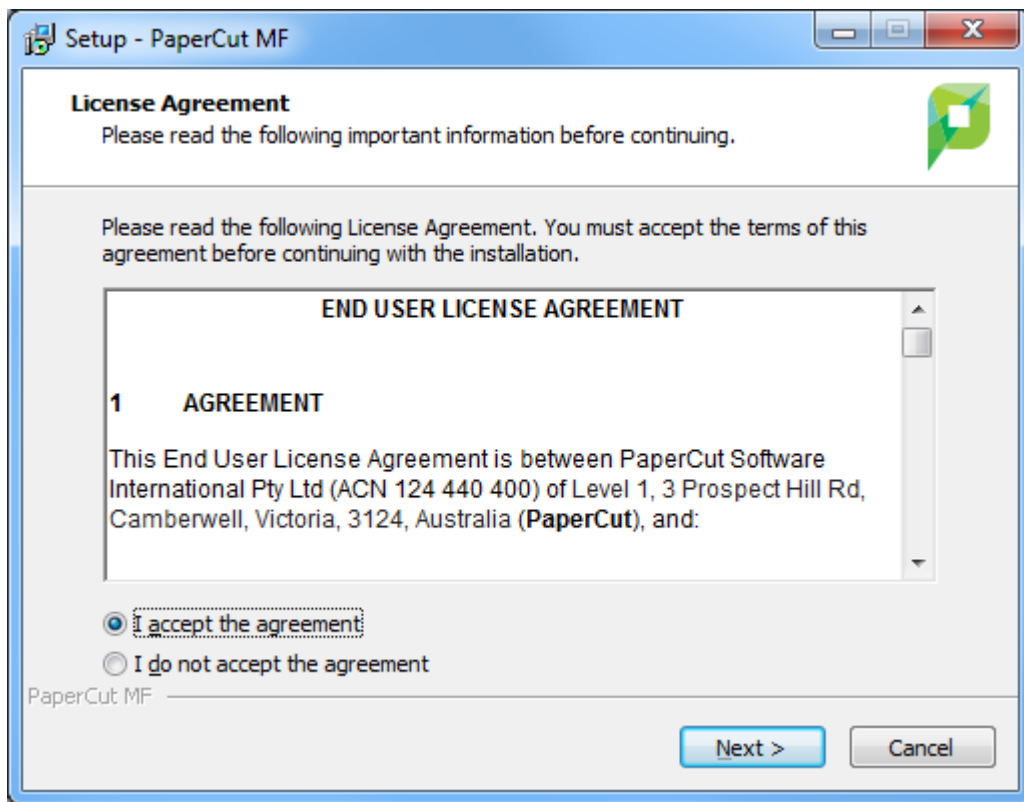 Setup - PaperCut MF
License Agreement
Please read the following important information before continuing.
Please read the following License Agreement. You must accept the terms of this
agreement before continuing with the installation.
END USER LICENSE AGREEMENT
1 AGREEMENT
This End User License Agreement is between PaperCut Software
International Pty Ltd (ACN 124 440 400) of Level 1, 3 Prospect Hill Rd,
Camberwell, Victoria, 3124, Australia (PaperCut), and:
I accept the agreement
I do not accept the agreement
PaperCut MF
Next >
Cancel